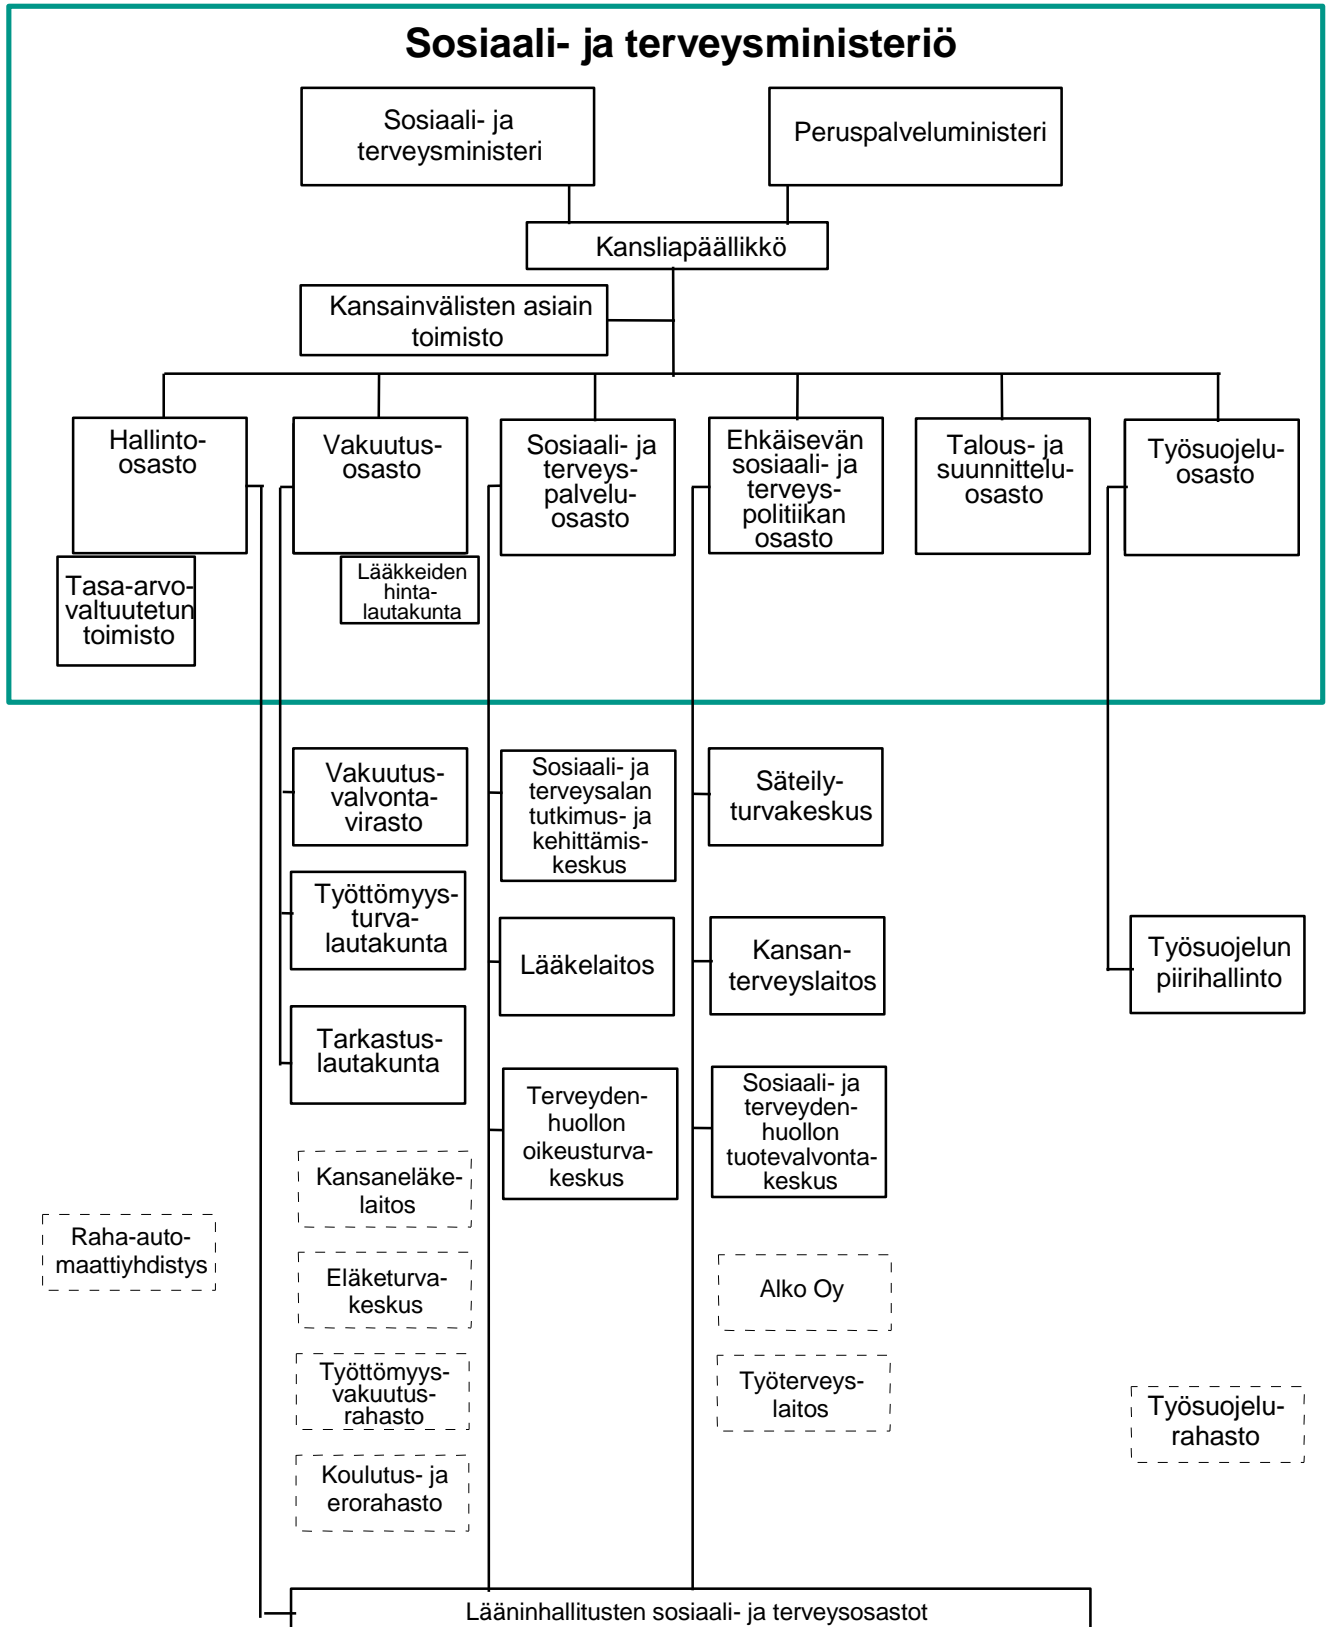 Sosiaali- ja terveysministeriö
Sosiaali- ja
terveysministeri
Peruspalveluministeri
Kansliapäällikkö
Kansainvälisten asiain
toimisto
Hallinto-
osasto
Vakuutus-
osasto
Sosiaali- ja
terveys-
palvelu-
osasto
Ehkäisevän
sosiaali- ja
terveys-
politiikan
osasto
Talous- ja
suunnittelu-
osasto
Työsuojelu-
osasto
Tasa-arvo-
valtuutetun
toimisto
Lääkkeiden
hinta-
lautakunta
Vakuutus-
valvonta-
virasto
Sosiaali- ja
terveysalan
tutkimus- ja
kehittämis-
keskus
Säteily-
turvakeskus
Työttömyys-
turva-
lautakunta
Lääkelaitos
Kansan-
terveyslaitos
Työsuojelun
piirihallinto
Tarkastus-
lautakunta
Terveyden-
huollon
oikeusturva-
keskus
Sosiaali- ja
terveyden-
huollon
tuotevalvonta-
keskus
Kansaneläke-
laitos
Raha-auto-
maattiyhdistys
Eläketurva-
keskus
Alko Oy
Työttömyys-
vakuutus-
rahasto
Työterveys-
laitos
Työsuojelu-
rahasto
Koulutus- ja
erorahasto
Lääninhallitusten sosiaali- ja terveysosastot